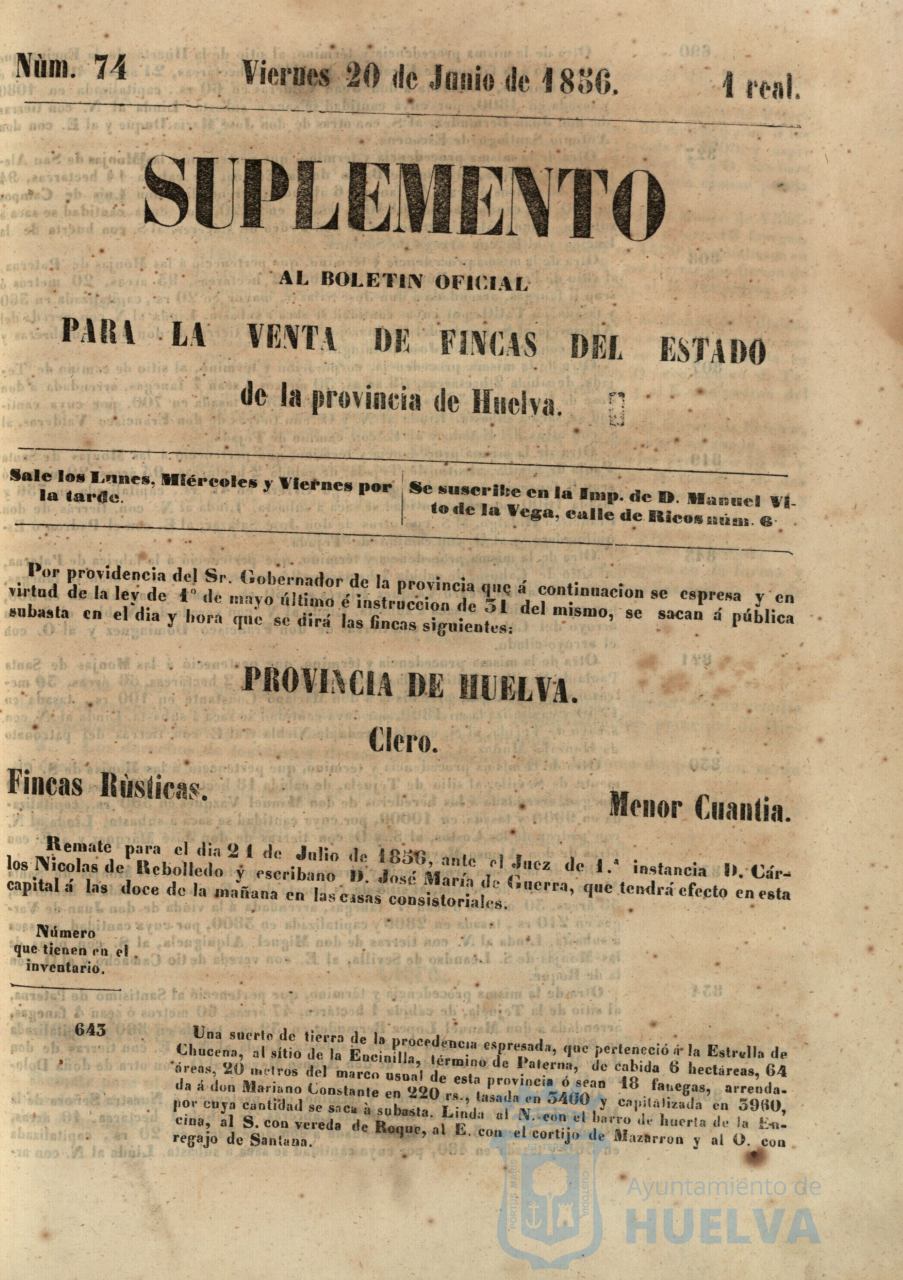 Nùm. 74
Viernes 20 de Junio de 1856.
1 real.
SUPLEMENTO
AL BOLETIN OFICIAL
PARA LA VENTA DE FINCAS DEL ESTADO
de la provincia de Huelva.
Sale los Lunes, Miércoles y Viernes por
la tarde.
Se suscribe en la Imp. de D. Manuel Vi-
to de la Vega, calle de Ricos núm. 6
Por providencia del Sr. Gobernador de la provincia que á continuacion se espresa y en
virtud de la ley de 1º de mayo último é instruccion de 31 del mismo, se sacan á pública
subasta en el dia y hora que se dirá las fincas siguientes:
PROVINCIA DE HUELVA.
Clero.
Fincas Rùsticas.
Menor Cuantia.
Remate para el dia 21 de Julio de 1856, ante el Juez de 1.ª instancia D. Cár-
los Nicolas de Rebolledo y escribano D. José María de Guerra, que tendrá efecto en esta
capital á las doce de la mañana en las casas consistoriales.
Número
que tienen en el
inventario.
643
Una suerte de tierra de la procedencia espresada, que perteneció á la Estrella de
Chucena, al sitio de la Encinilla, término de Paterna, de cabida 6 hectáreas, 64
áreas, 20 metros del marco usual de esta provincia ó sean 18 fanegas, arrenda-
da á don Mariano Constante en 220 rs., tasada en 5400 y capitalizada en 3960,
por cuya cantidad se saca à subasta. Linda al N. con el barro de huerta de la En-
cina, al S. con vereda de Roque, al E. con el cortijo de Mazarron y al O. con
regajo de Santana.
Ayuntamiento de
HUELVA